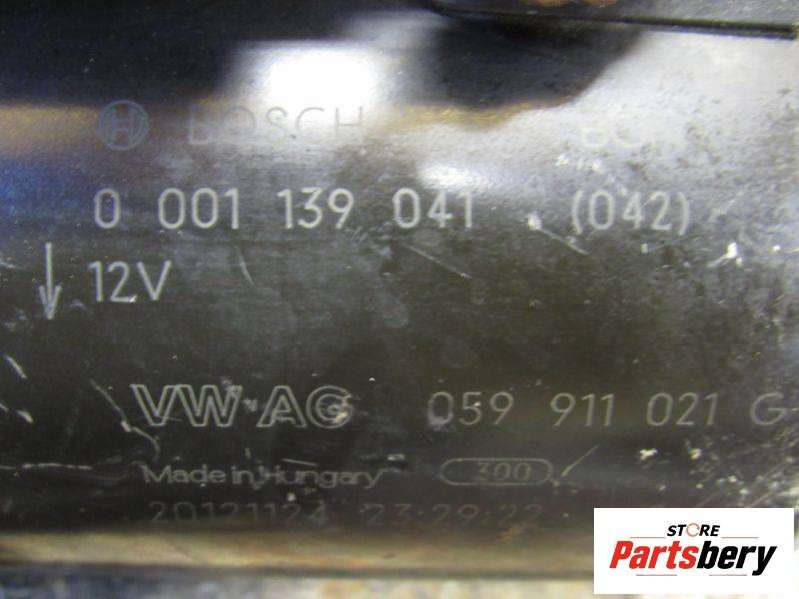 BOSCH
0 001 139 041 (042)
12V
VW AG 059 911 021 G
Made in Hungary 300
20121124 23:29:22
STORE
Partsbery